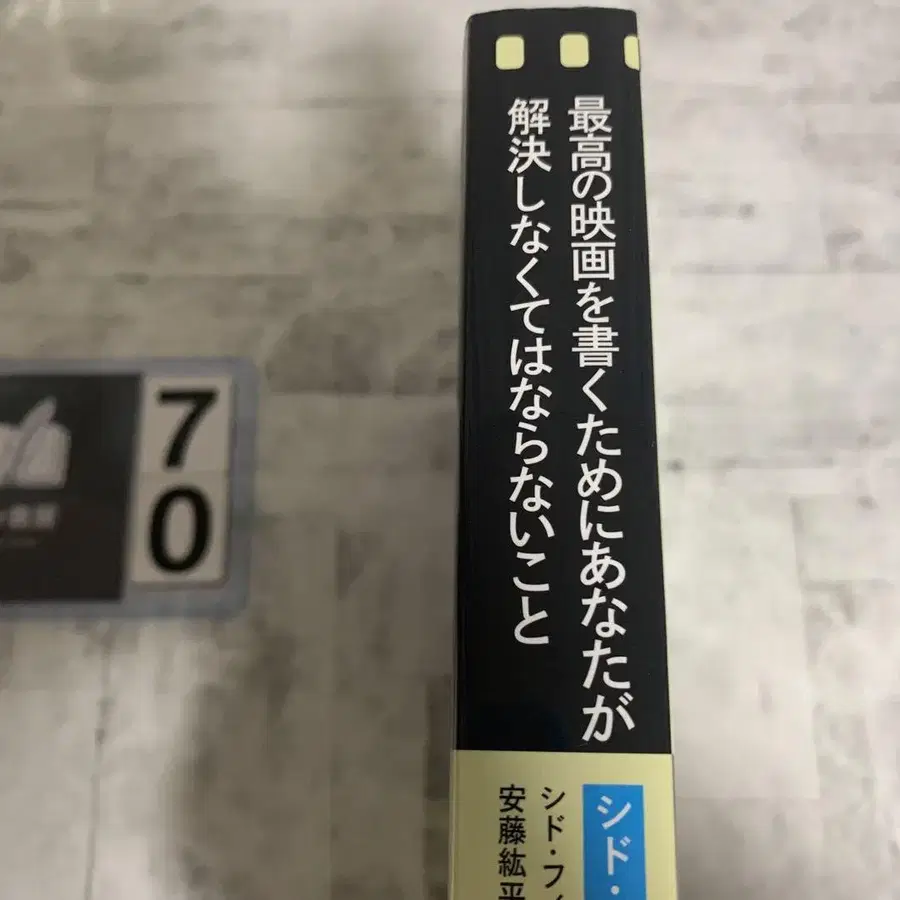 最高の映画を書くためにあなたが
解決しなくてはならないこと
シド・
シド・フィ
安藤紘平
70